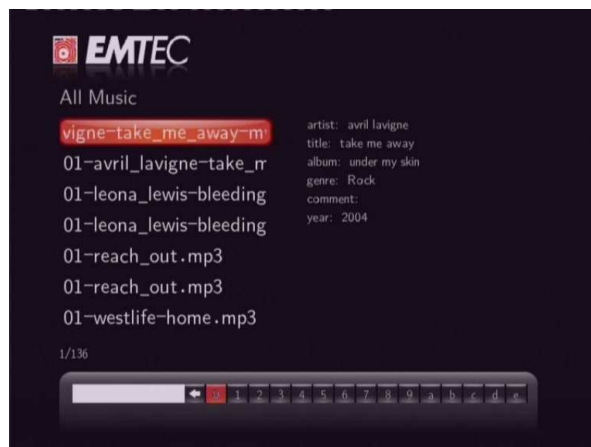 EMTEC
All Music
vigne-take_me_away-m
01-avril_lavigne-take_m
01-leona_lewis-bleeding
01-leona_lewis-bleeding
01-reach_out.mp3
01-reach_out.mp3
01-westlife-home.mp3
artist: avril lavigne
title: take me away
album: under my skin
genre: Rock
comment:
year: 2004
1/136
0 1 2 3 4 5 6 7 8 9 a b c d e